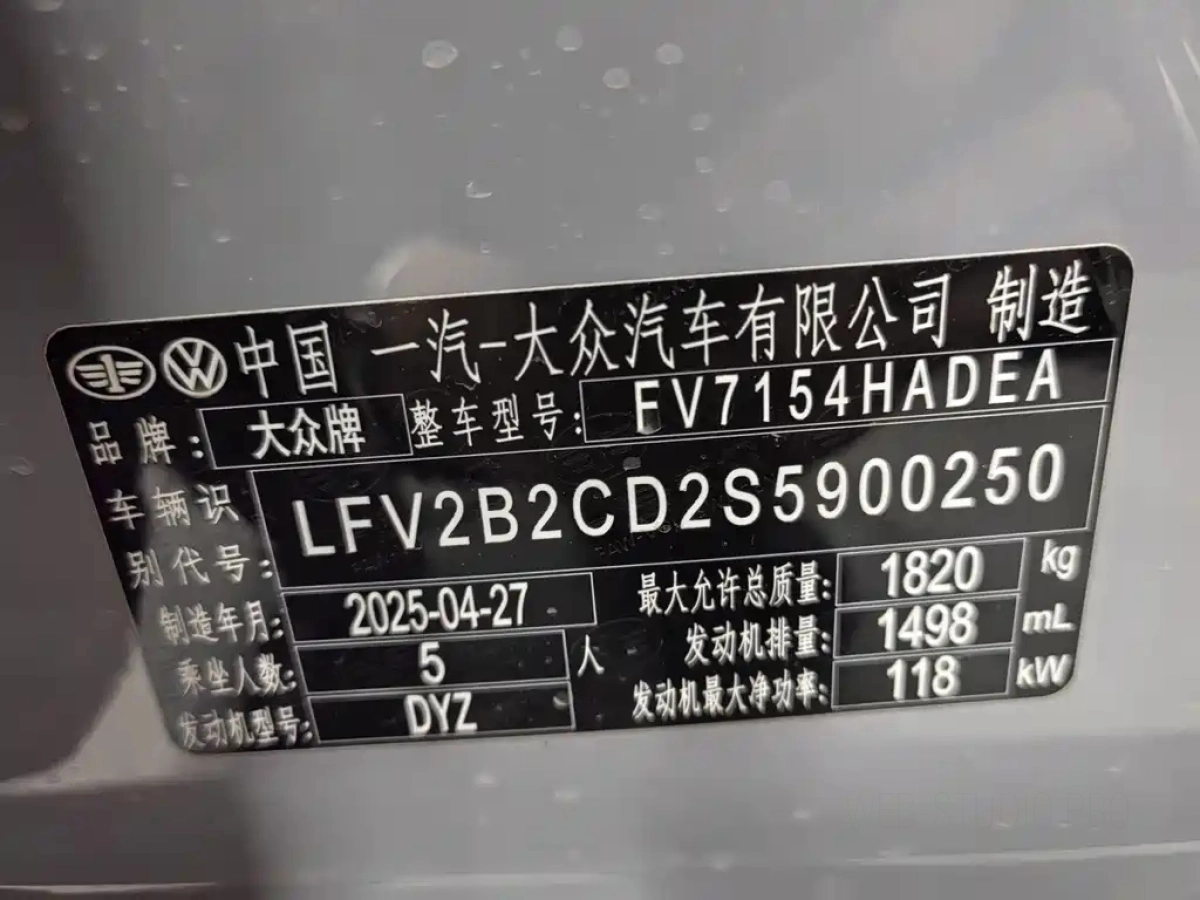 中国 一汽-大众汽车有限公司 制造
品牌: 大众牌 整车型号: FV7154HADEA
车辆识别代号: LFV2B2CD2S5900250
制造年月: 2025-04-27 最大允许总质量: 1820 kg
乘坐人数: 5 人 发动机排量: 1498 mL
发动机型号: DYZ 发动机最大净功率: 118 kW